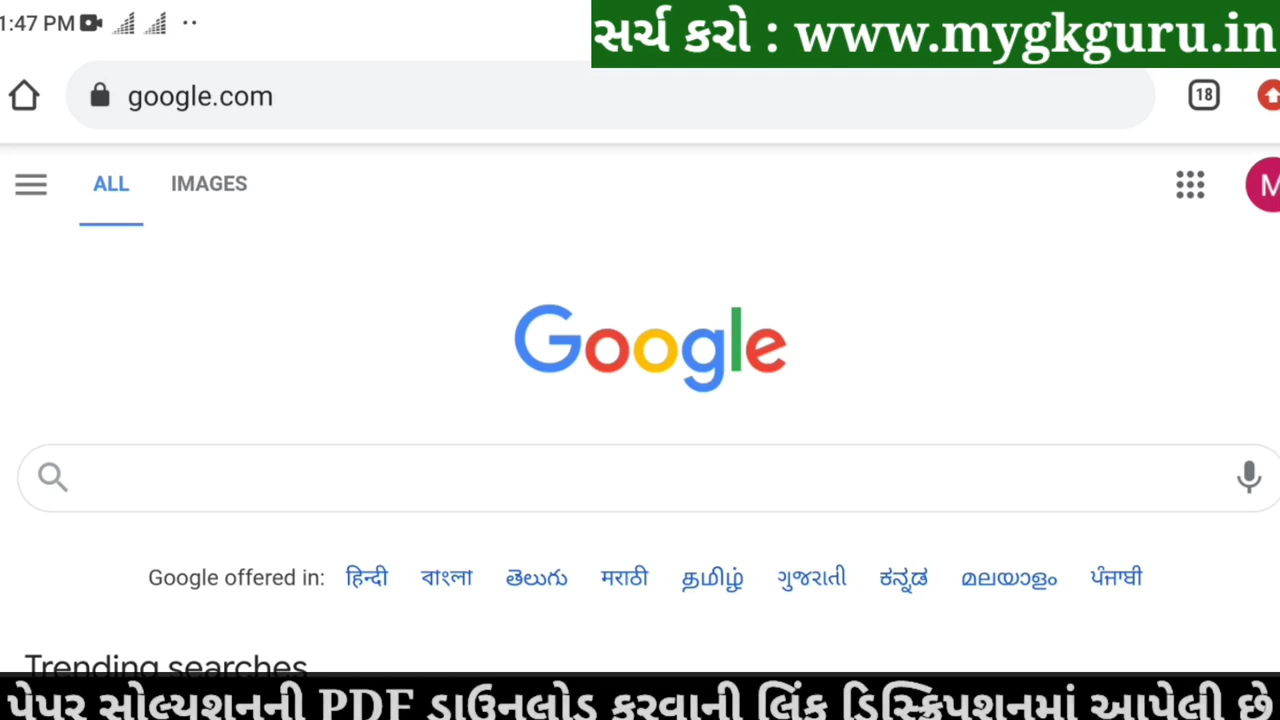 1:47 PM
સર્ચ કરો : www.mygkguru.in
google.com
18
ALL IMAGES
M
Google
Google offered in: हिन्दी বাংলা తెలుగు मराठी தமிழ் ગુજરાતી ಕನ್ನಡ മലയാളം ਪੰਜਾਬੀ
Trending searches
પેપર સોલ્યુશનની PDF ડાઉનલોડ કરવાની લિંક ડિસ્ક્રિપશનમાં આપેલી છે